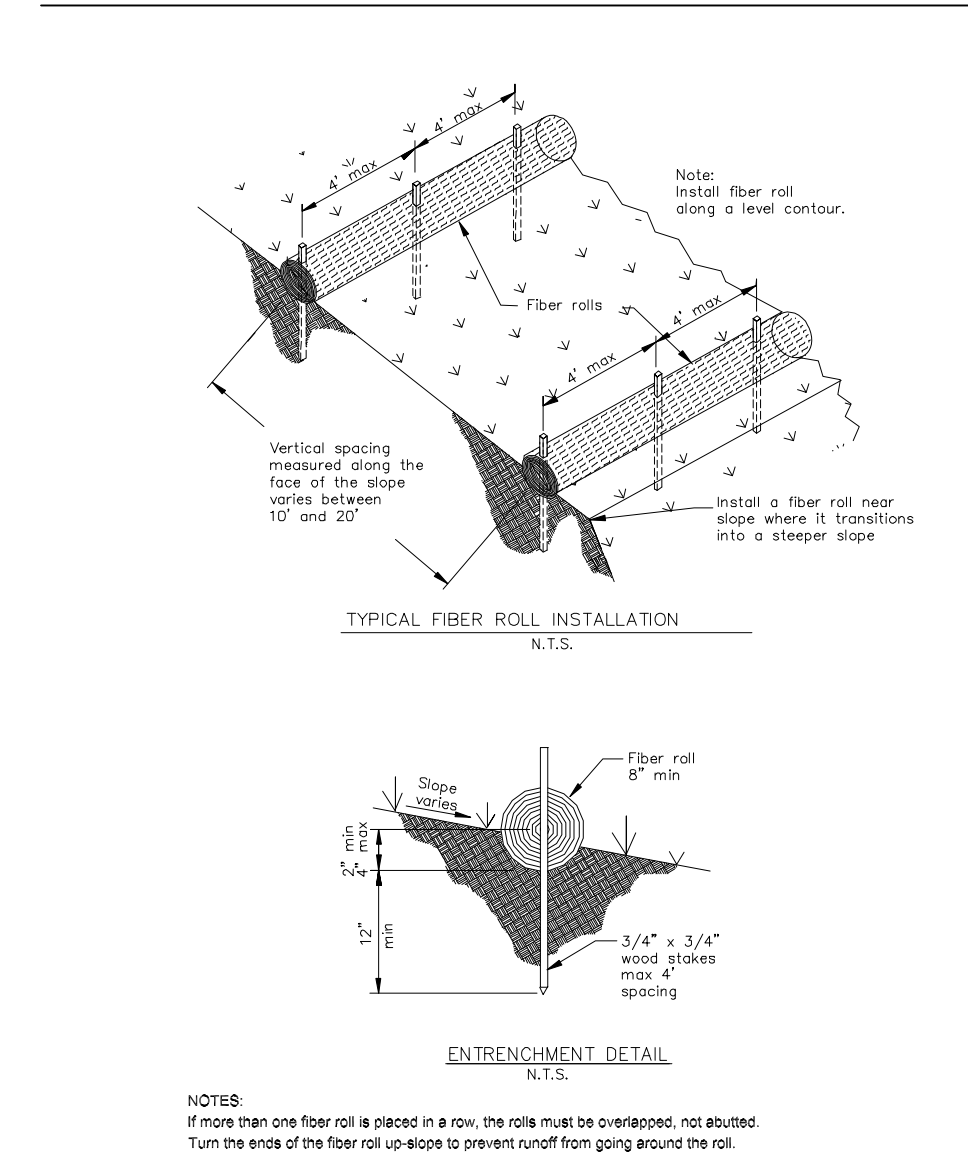 4' max
4' max
Note:
Install fiber roll
along a level contour.
Fiber rolls
4' max
4' max
Vertical spacing
measured along the
face of the slope
varies between
10' and 20'
Install a fiber roll near
slope where it transitions
into a steeper slope
TYPICAL FIBER ROLL INSTALLATION
N.T.S.
Fiber roll
8" min
Slope
varies
2" min
4" max
12"
min
3/4" x 3/4"
wood stakes
max 4'
spacing
ENTRENCHMENT DETAIL
N.T.S.
NOTES:
If more than one fiber roll is placed in a row, the rolls must be overlapped, not abutted.
Turn the ends of the fiber roll up-slope to prevent runoff from going around the roll.